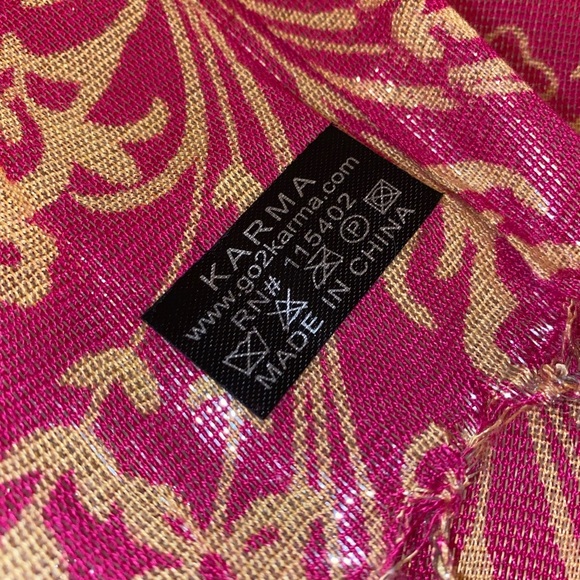 KARMA
www.go2karma.com
RN# 115402
P
MADE IN CHINA